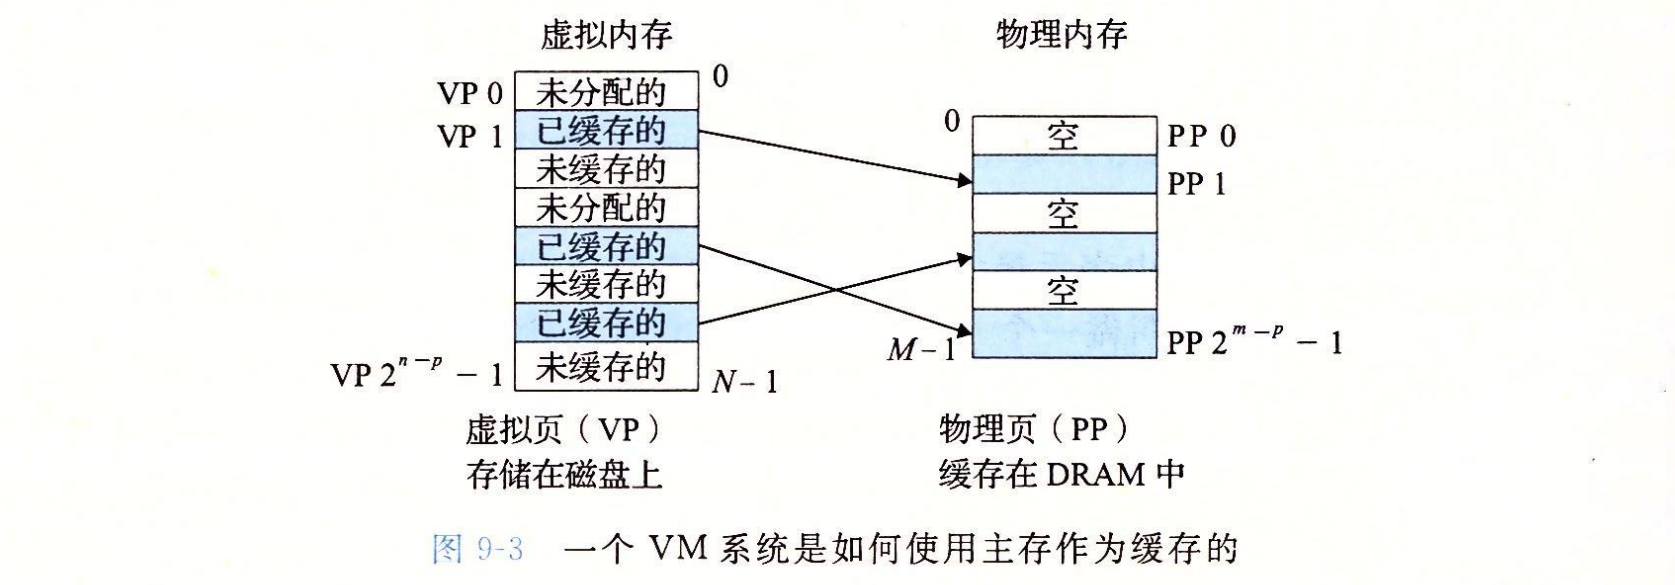 虚拟内存
物理内存
VP 0 未分配的 0
VP 1 已缓存的
未缓存的
未分配的
已缓存的
未缓存的
已缓存的
VP 2^{n-p} - 1 未缓存的 N-1
0 空 PP 0
PP 1
空
空
M-1 PP 2^{m-p} - 1
虚拟页（VP）
存储在磁盘上
物理页（PP）
缓存在 DRAM 中
图 9-3 一个 VM 系统是如何使用主存作为缓存的